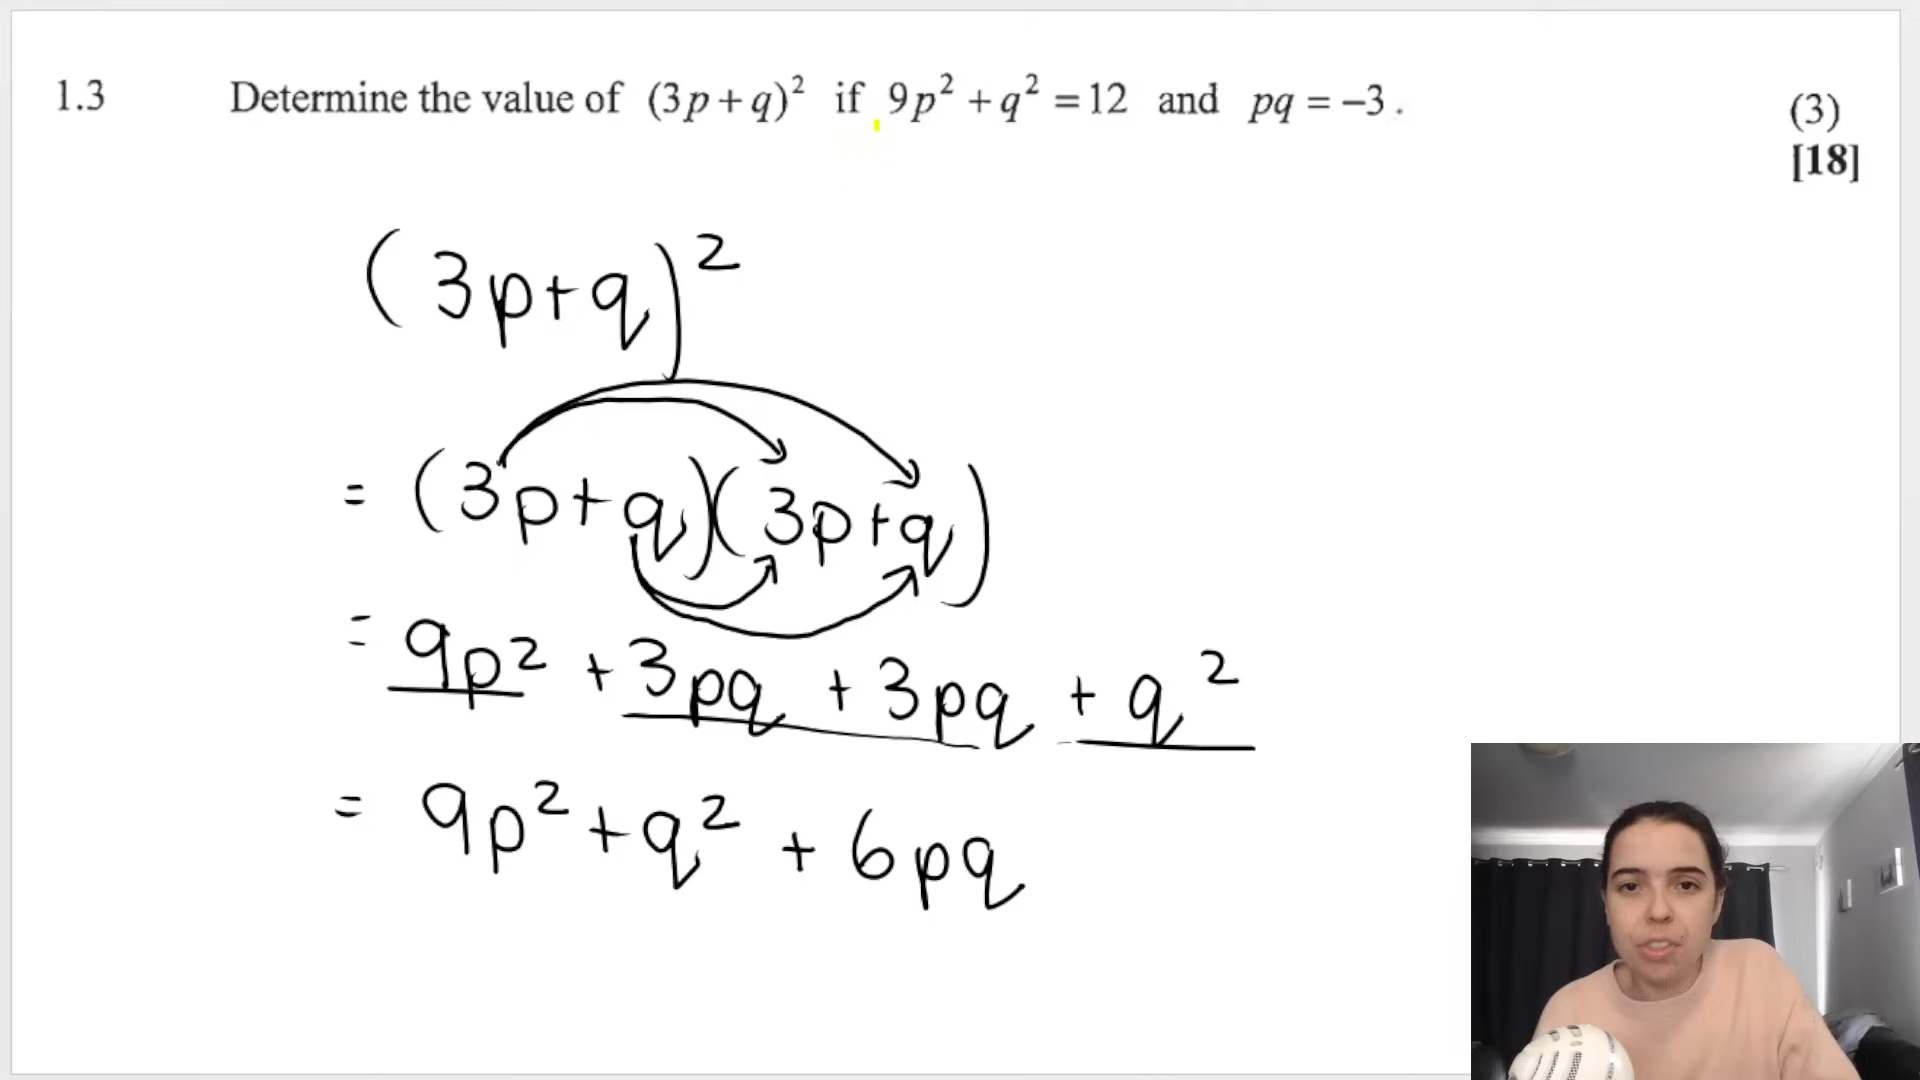 1.3 Determine the value of (3p+q)² if 9p² + q² = 12 and pq = –3. (3)
[18]
(3p+q)²
= (3p+q)(3p+q)
= 9p² + 3pq + 3pq + q²
= 9p² + q² + 6pq